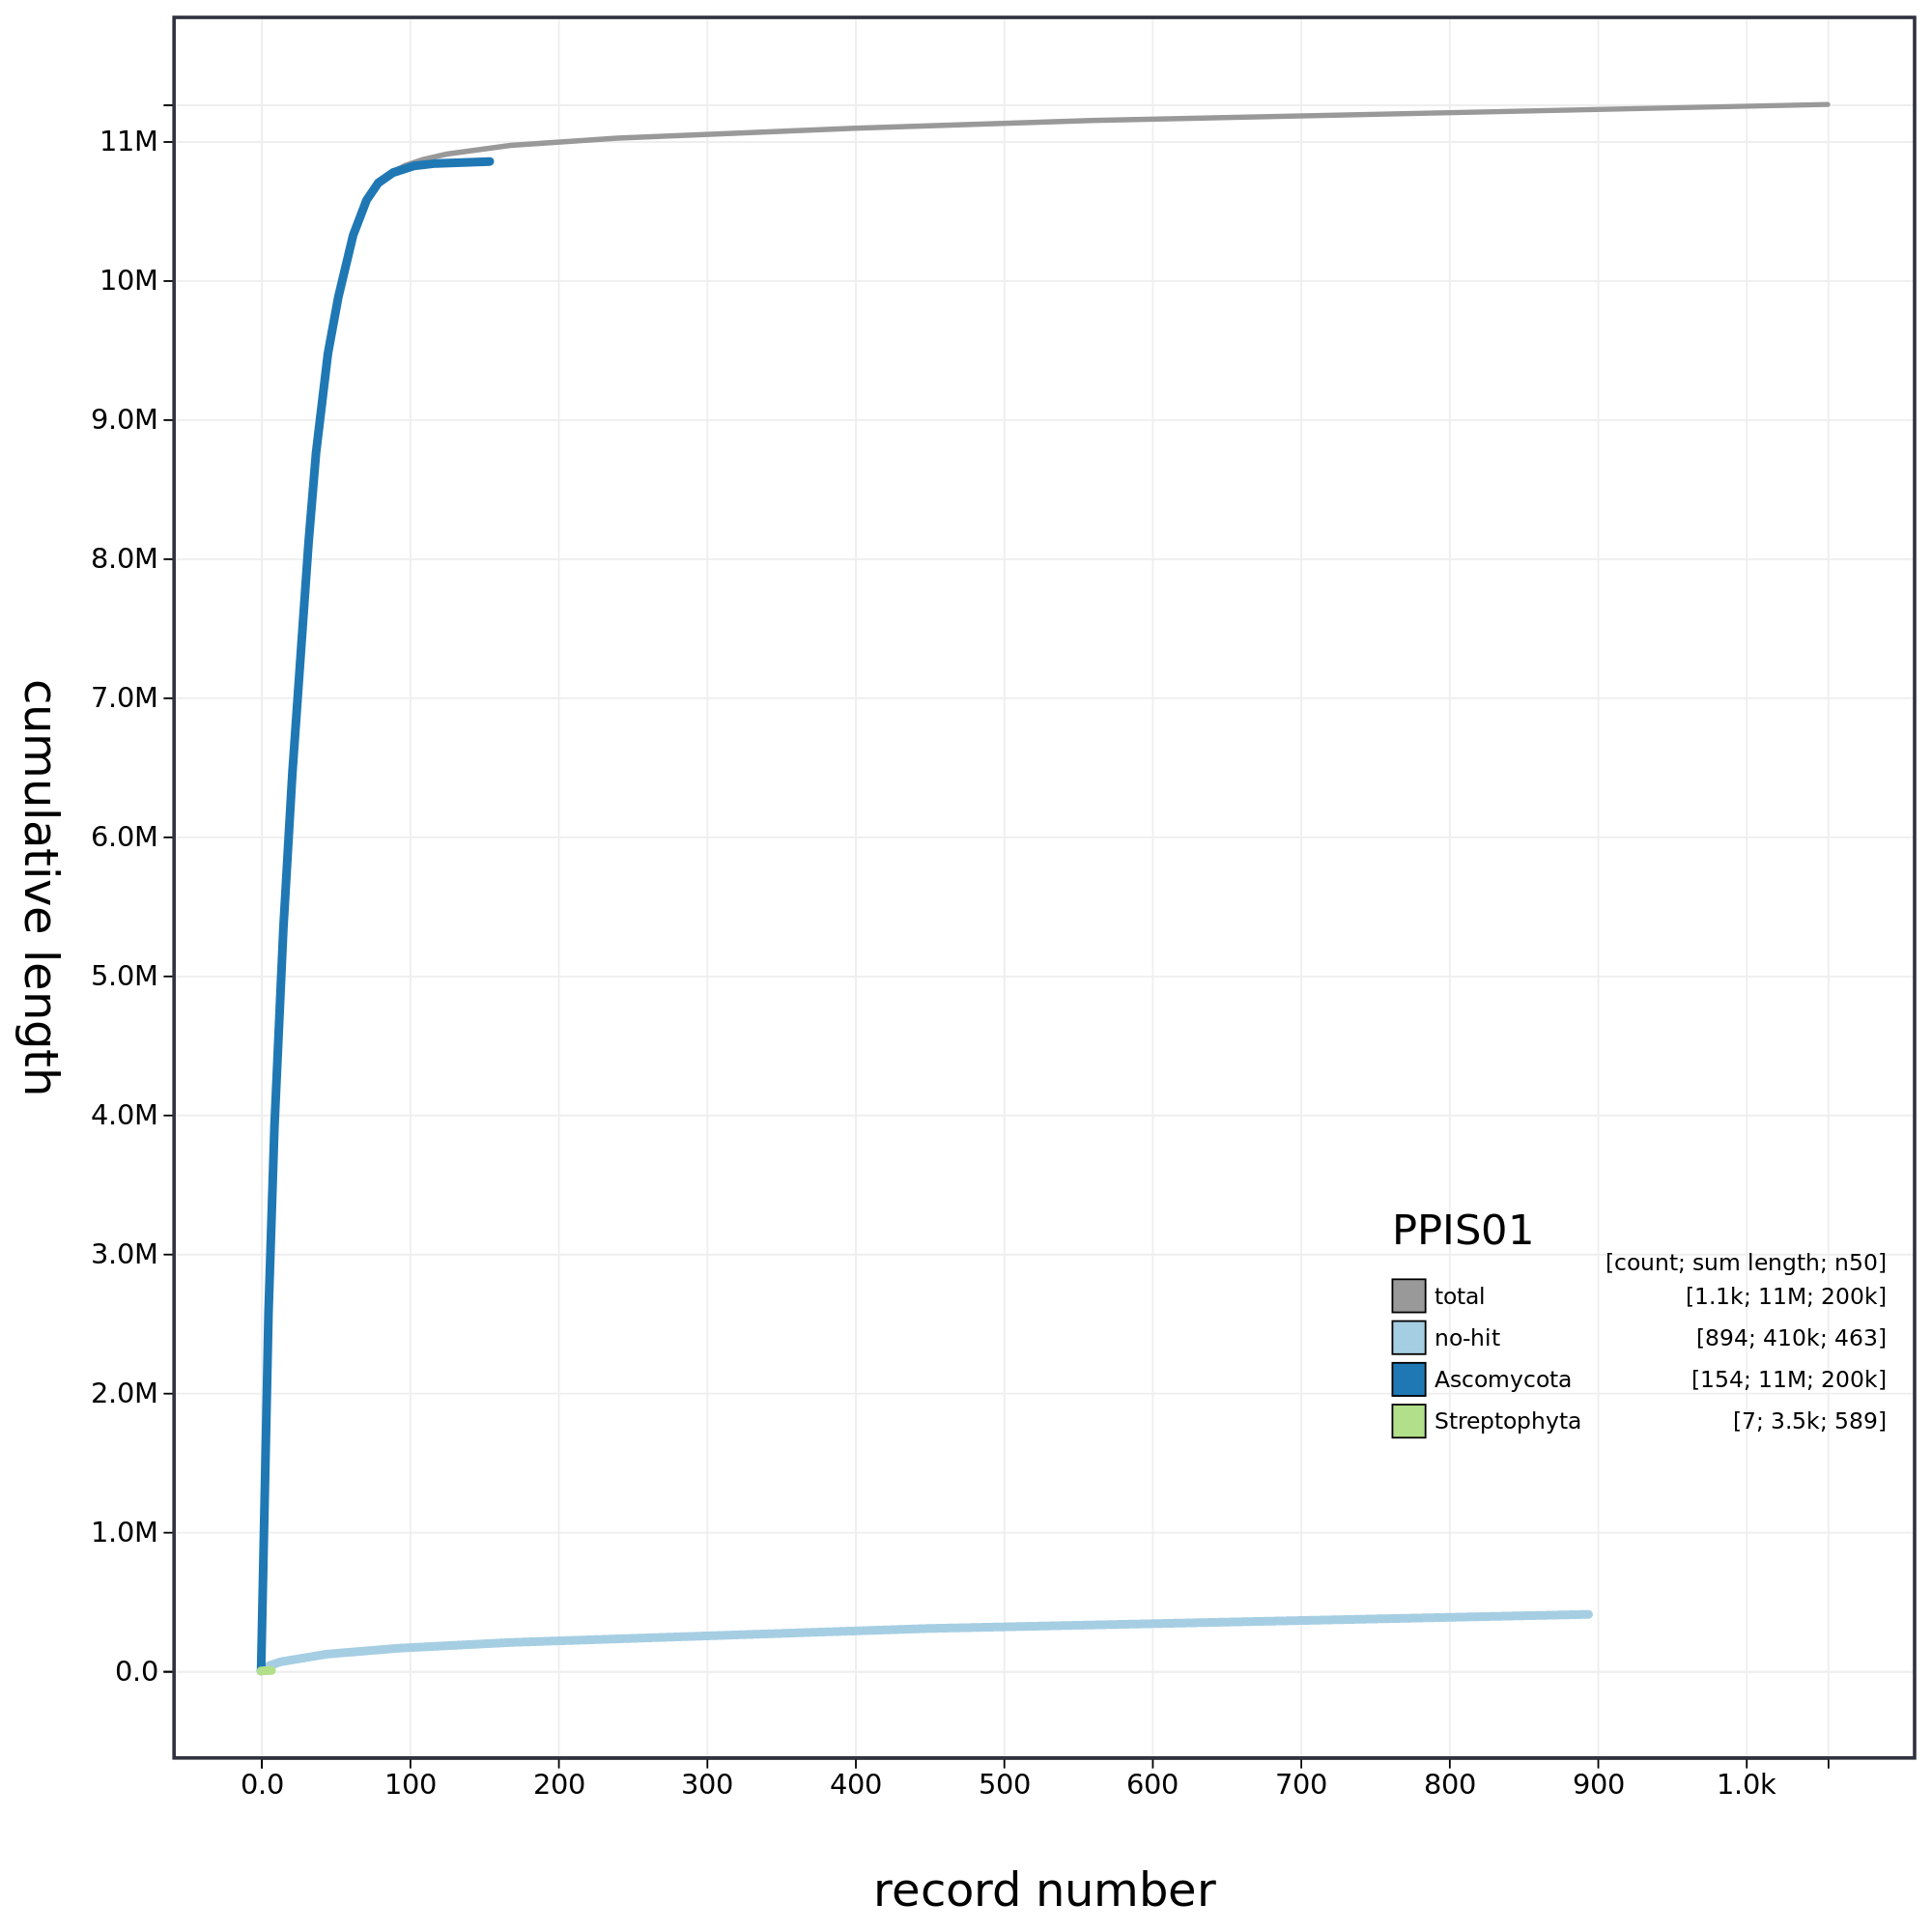 11M
10M
9.0M
8.0M
7.0M
6.0M
5.0M
4.0M
3.0M
2.0M
1.0M
0.0
cumulative length
PPIS01
[count; sum length; n50]
total [1.1k; 11M; 200k]
no-hit [894; 410k; 463]
Ascomycota [154; 11M; 200k]
Streptophyta [7; 3.5k; 589]
0.0 100 200 300 400 500 600 700 800 900 1.0k
record number